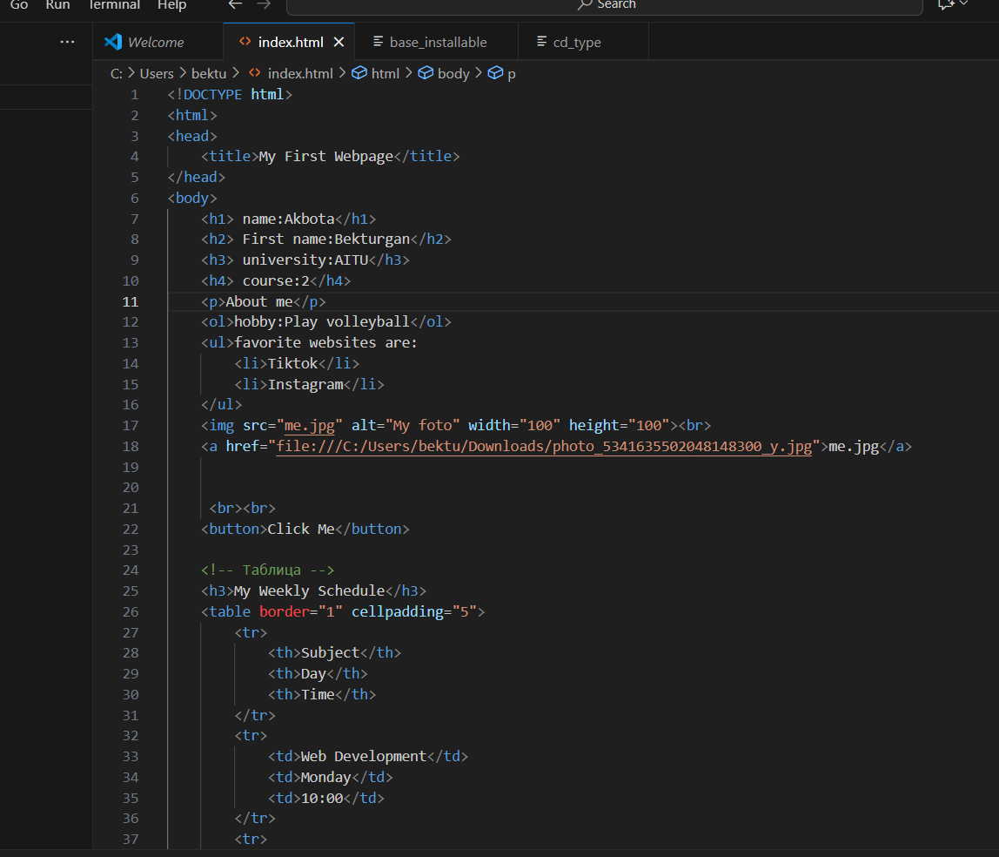 Go Run Terminal Help Search
Welcome index.html base_installable cd_type
C: > Users > bektu > index.html > html > body > p
1 <!DOCTYPE html>
2 <html>
3 <head>
4 <title>My First Webpage</title>
5 </head>
6 <body>
7 <h1> name:Akbota</h1>
8 <h2> First name:Bekturgan</h2>
9 <h3> university:AITU</h3>
10 <h4> course:2</h4>
11 <p>About me</p>
12 <ol>hobby:Play volleyball</ol>
13 <ul>favorite websites are:
14 <li>Tiktok</li>
15 <li>Instagram</li>
16 </ul>
17 <img src="me.jpg" alt="My foto" width="100" height="100"><br>
18 <a href="file:///C:/Users/bektu/Downloads/photo_5341635502048148300_y.jpg">me.jpg</a>
19
20
21 <br><br>
22 <button>Click Me</button>
23
24 <!-- Таблица -->
25 <h3>My Weekly Schedule</h3>
26 <table border="1" cellpadding="5">
27 <tr>
28 <th>Subject</th>
29 <th>Day</th>
30 <th>Time</th>
31 </tr>
32 <tr>
33 <td>Web Development</td>
34 <td>Monday</td>
35 <td>10:00</td>
36 </tr>
37 <tr>